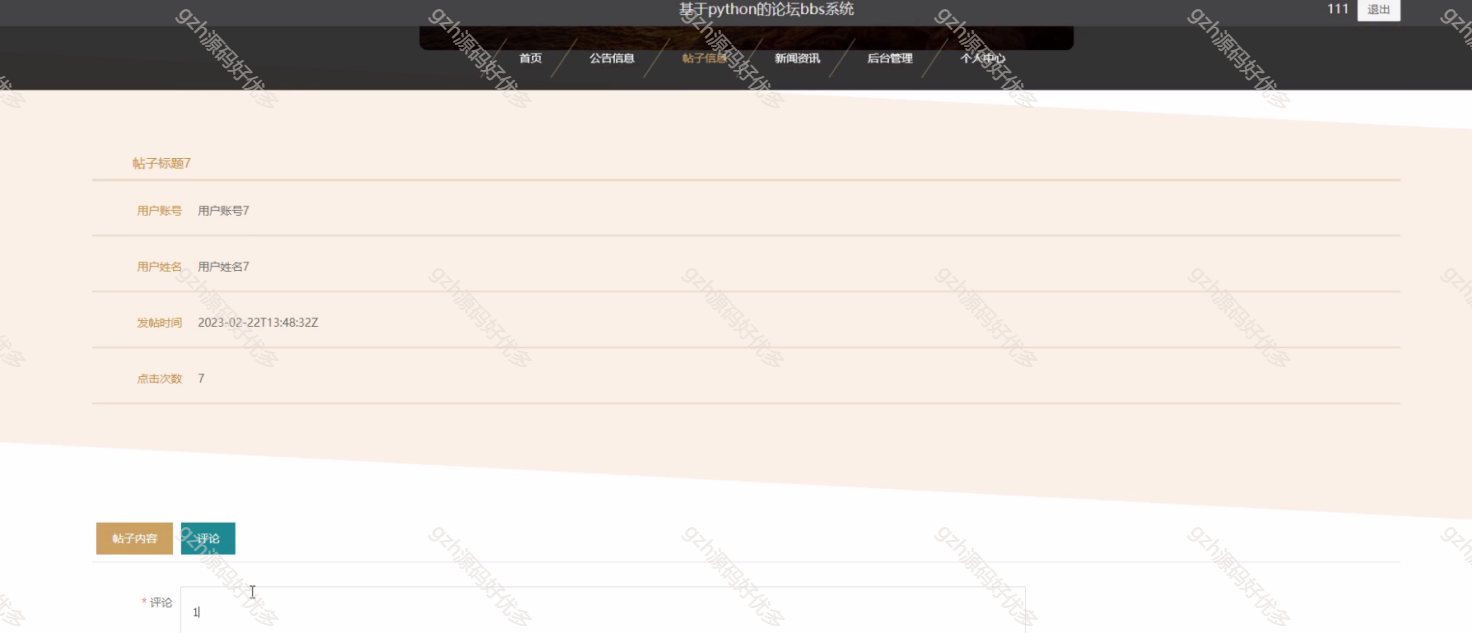 基于python的论坛bbs系统
111 退出
首页 公告信息 帖子信息 新闻资讯 后台管理 个人中心
帖子标题7
用户账号 用户账号7
用户姓名 用户姓名7
发帖时间 2023-02-22T13:48:32Z
点击次数 7
帖子内容 评论
* 评论
1
gzh源码好优多